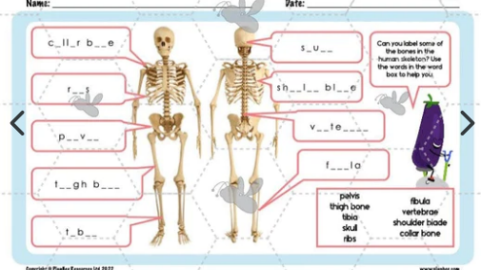 Name:
Date:
c_ll_r b__e
r__s
p__v__
t__gh b___
t_b__
s_u__
sh__l__ bl__e
v__te____
f___la
Can you label some of
the bones in the
human skeleton? Use
the words in the word
box to help you.
pelvis
thigh bone
tibia
skull
ribs
fibula
vertebrae
shoulder blade
collar bone